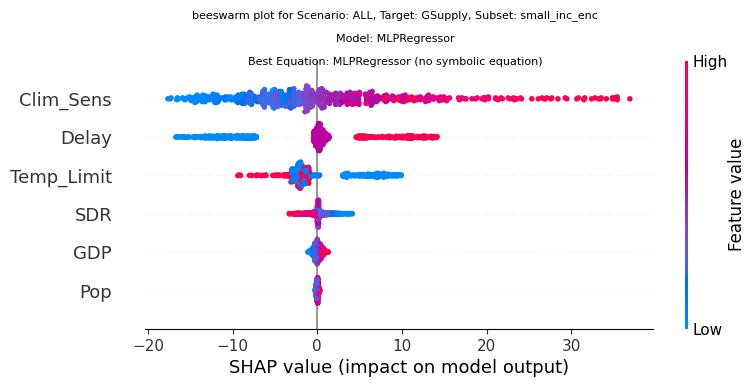 beeswarm plot for Scenario: ALL, Target: GSupply, Subset: small_inc_enc
Model: MLPRegressor
Best Equation: MLPRegressor (no symbolic equation)
High
Clim_Sens
Delay
Temp_Limit
SDR
GDP
Pop
Feature value
Low
−20 −10 0 10 20 30
SHAP value (impact on model output)